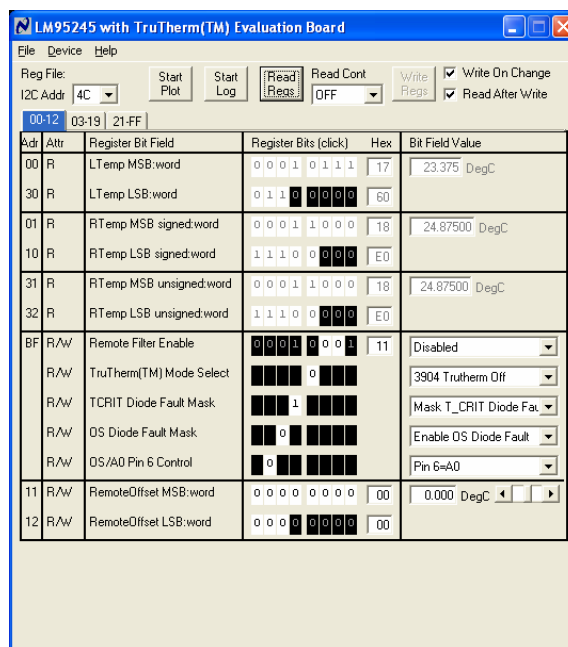 LM95245 with TruTherm(TM) Evaluation Board
File Device Help
Reg File:
I2C Addr 4C
Start Plot
Start Log
Read Regs
Read Cont
OFF
Write Regs
Write On Change
Read After Write
00-12 03-19 21-FF
Adr Attr Register Bit Field Register Bits (click) Hex Bit Field Value
00 R LTemp MSB:word 0 0 0 1 0 1 1 1 17 23.375 DegC
30 R LTemp LSB:word 0 1 1 0 0 0 0 0 60
01 R RTemp MSB signed:word 0 0 0 1 1 0 0 0 18 24.87500 DegC
10 R RTemp LSB signed:word 1 1 1 0 0 0 0 0 E0
31 R RTemp MSB unsigned:word 0 0 0 1 1 0 0 0 18 24.87500 DegC
32 R RTemp LSB unsigned:word 1 1 1 0 0 0 0 0 E0
BF R/W Remote Filter Enable 0 0 0 1 0 0 0 1 11 Disabled
R/W TruTherm(TM) Mode Select 0 3904 Trutherm Off
R/W TCRIT Diode Fault Mask 1 Mask T_CRIT Diode Fau
R/W OS Diode Fault Mask 0 Enable OS Diode Fault
R/W OS/A0 Pin 6 Control 0 Pin 6=A0
11 R/W RemoteOffset MSB:word 0 0 0 0 0 0 0 0 00 0.000 DegC
12 R/W RemoteOffset LSB:word 0 0 0 0 0 0 0 0 00